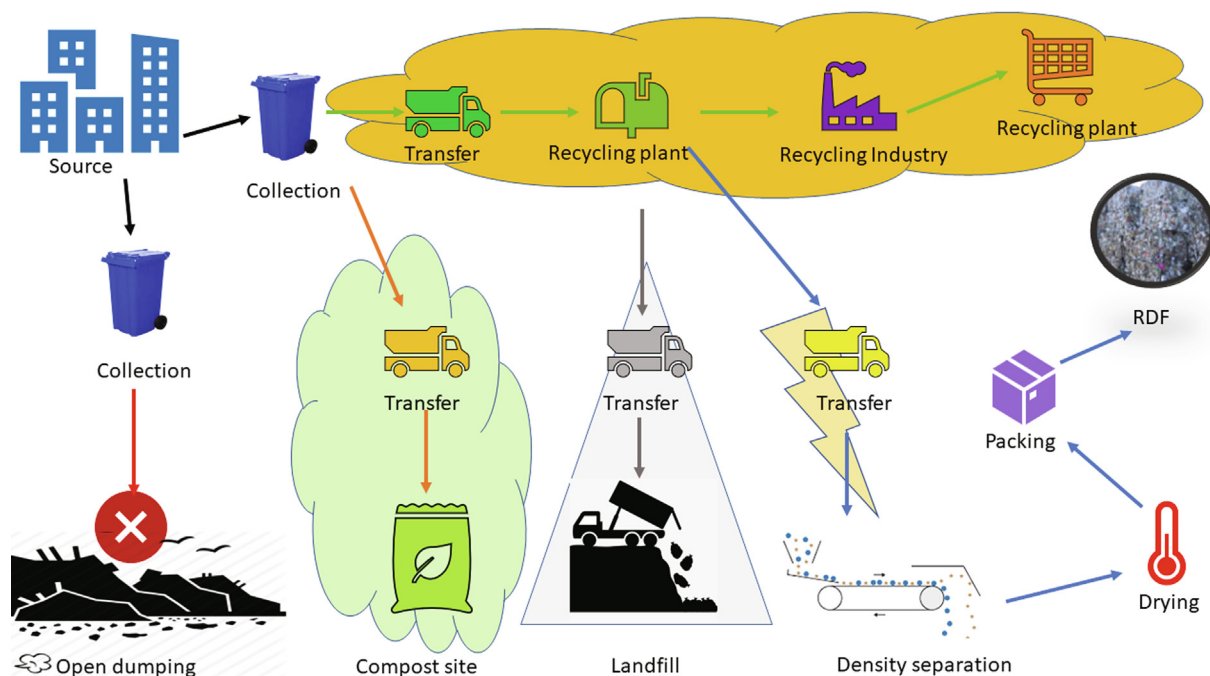 Source
Collection
Transfer
Recycling plant
Recycling Industry
Recycling plant
Collection
RDF
Transfer
Transfer
Transfer
Packing
Drying
Open dumping
Compost site
Landfill
Density separation